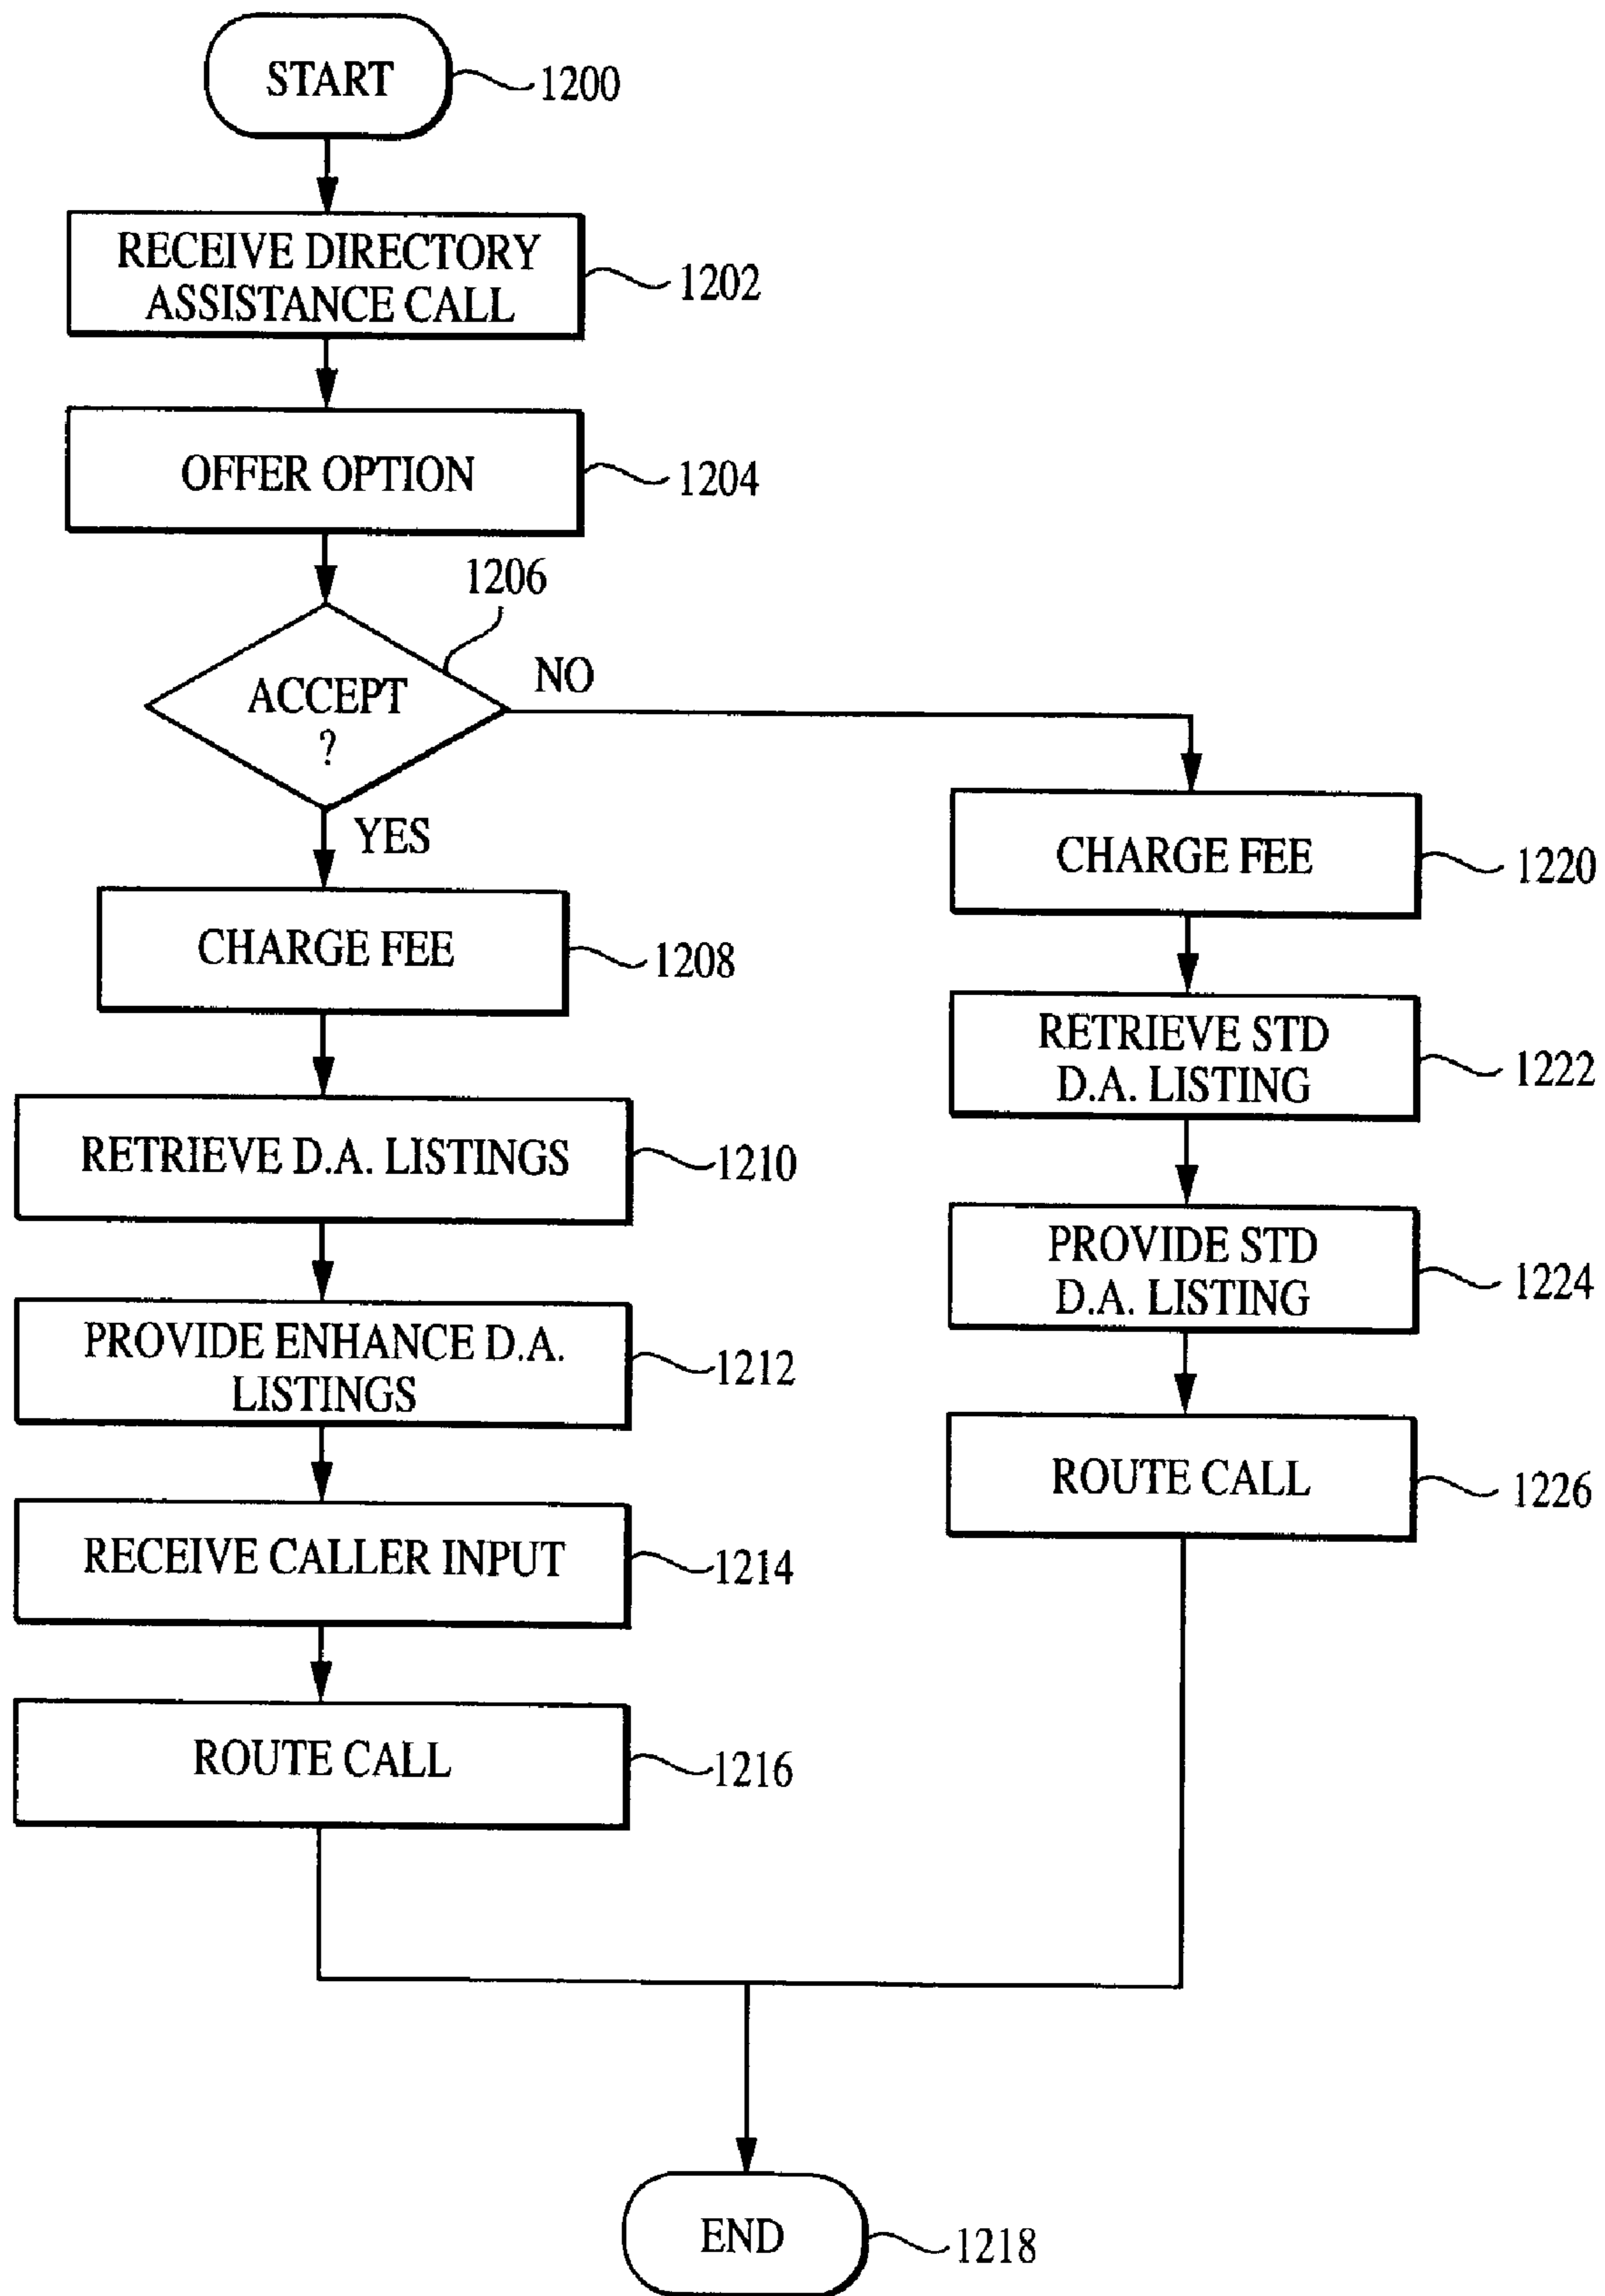 START
1200
RECEIVE DIRECTORY
ASSISTANCE CALL
1202
OFFER OPTION
1204
1206
ACCEPT
?
NO
YES
CHARGE FEE
1208
RETRIEVE D.A. LISTINGS
1210
PROVIDE ENHANCE D.A.
LISTINGS
1212
RECEIVE CALLER INPUT
1214
ROUTE CALL
1216
CHARGE FEE
1220
RETRIEVE STD
D.A. LISTING
1222
PROVIDE STD
D.A. LISTING
1224
ROUTE CALL
1226
END
1218